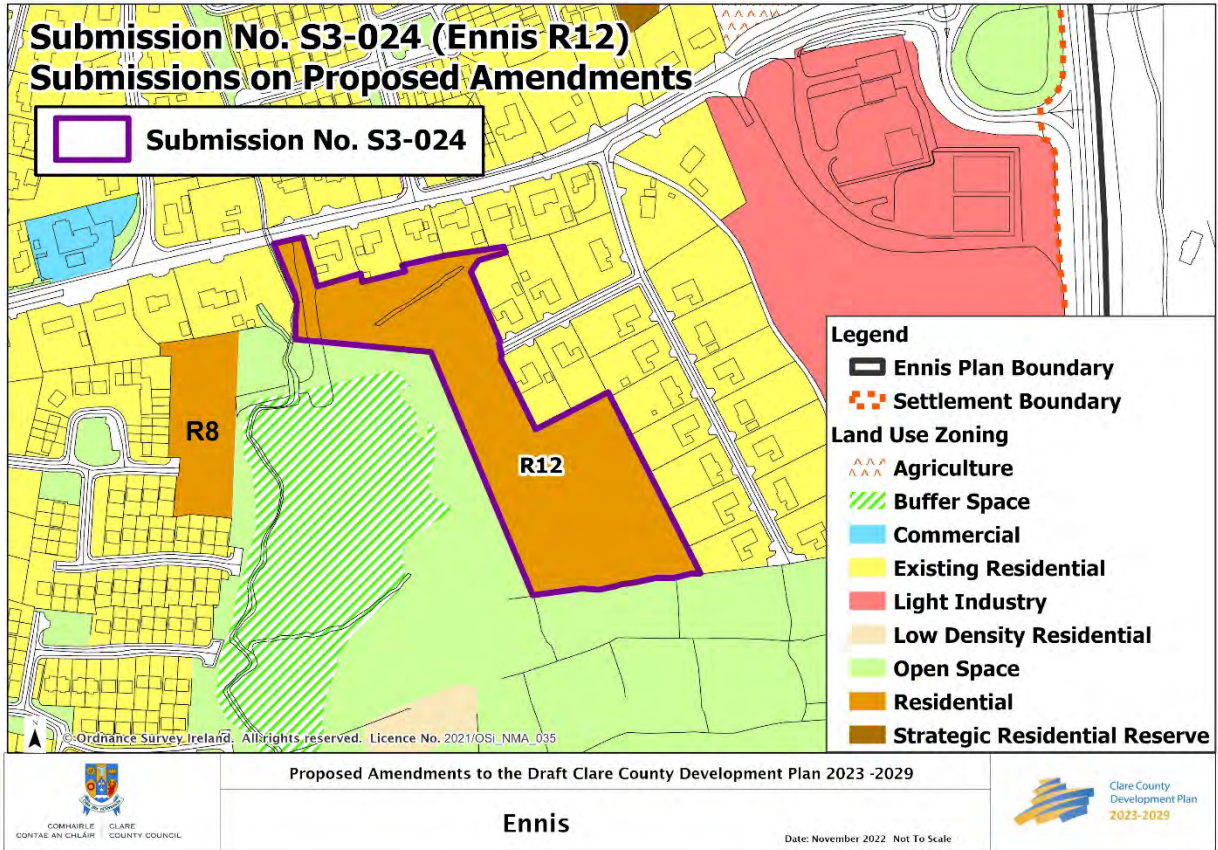 Submission No. S3-024 (Ennis R12)
Submissions on Proposed Amendments
Submission No. S3-024
R8
R12
Legend
Ennis Plan Boundary
Settlement Boundary
Land Use Zoning
Agriculture
Buffer Space
Commercial
Existing Residential
Light Industry
Low Density Residential
Open Space
Residential
Strategic Residential Reserve
N
© Ordnance Survey Ireland. All rights reserved. Licence No. 2021/OSi_NMA_035
COMHAIRLE CONTAE AN CHLÁIR
CLARE COUNTY COUNCIL
Proposed Amendments to the Draft Clare County Development Plan 2023 -2029
Ennis
Date: November 2022 Not To Scale
Clare County
Development Plan
2023-2029